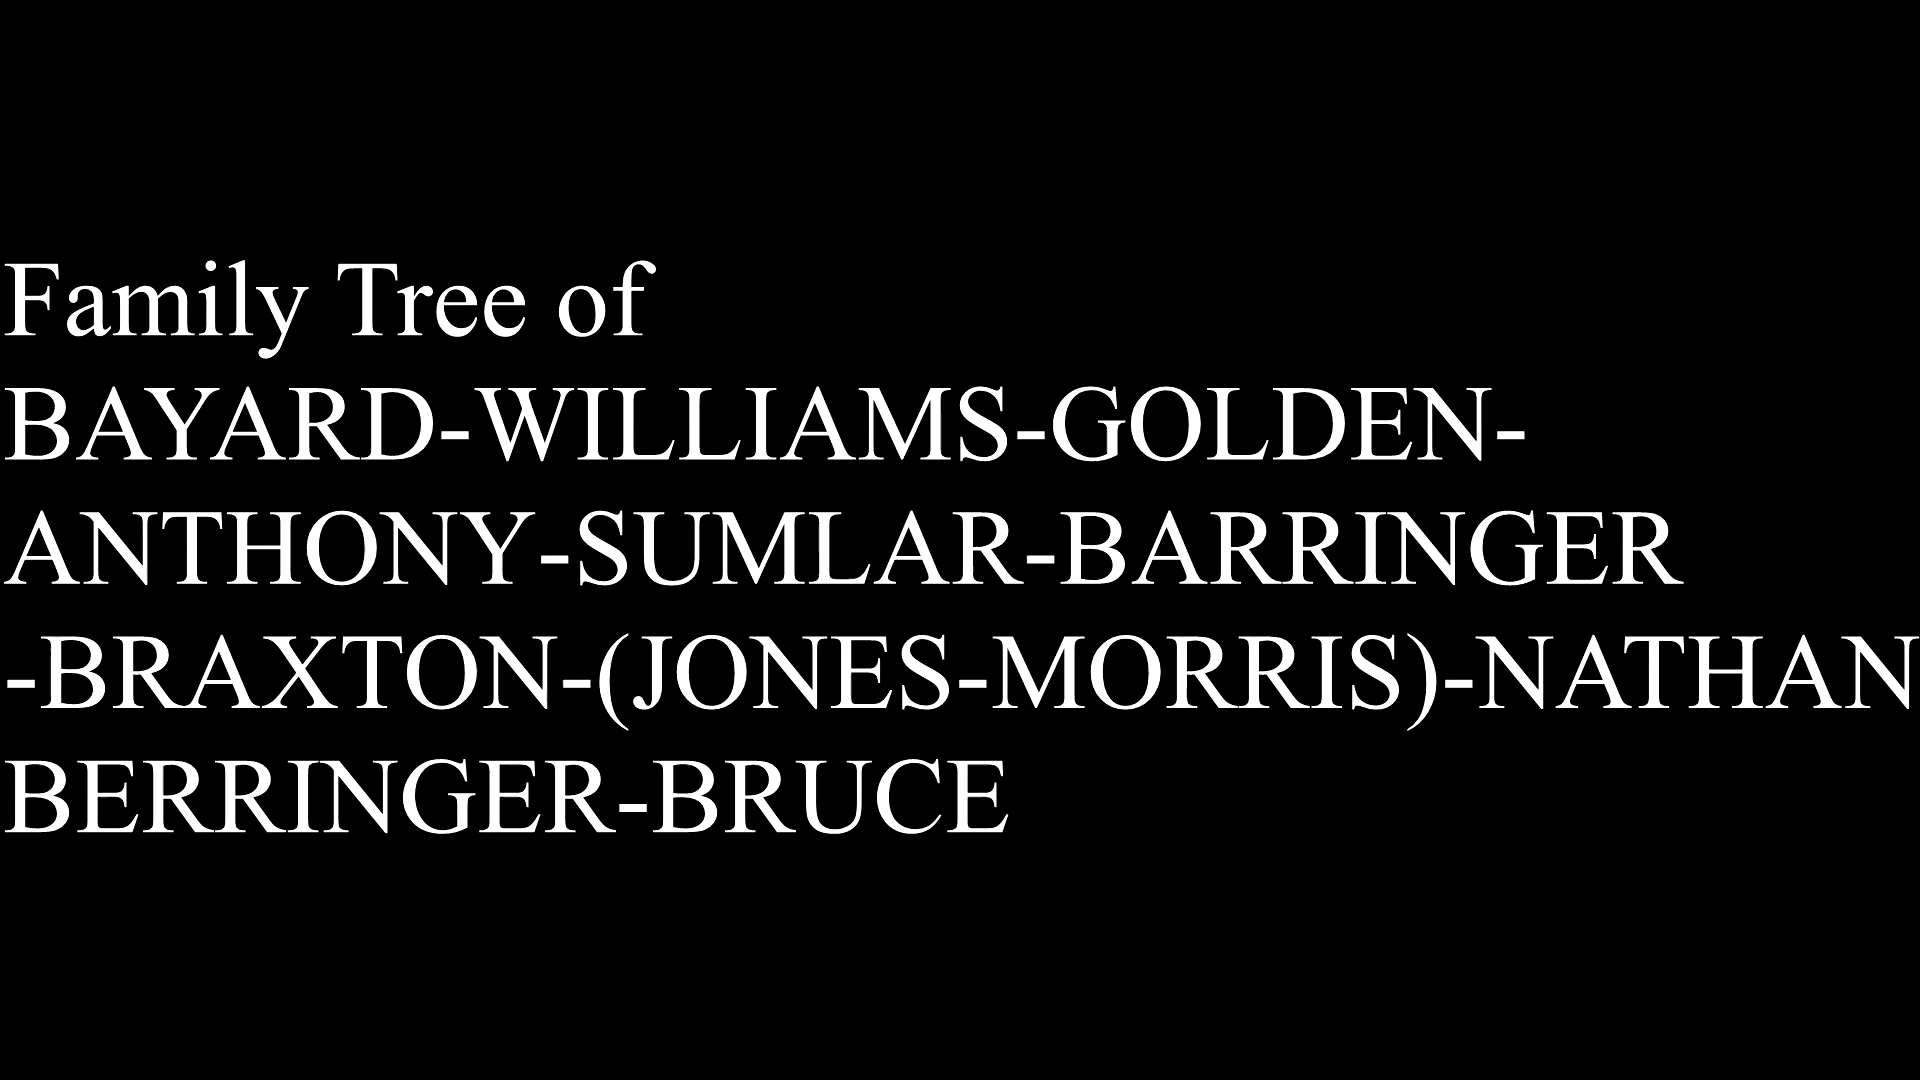 Family Tree of
BAYARD-WILLIAMS-GOLDEN-
ANTHONY-SUMLAR-BARRINGER
-BRAXTON-(JONES-MORRIS)-NATHAN
BERRINGER-BRUCE